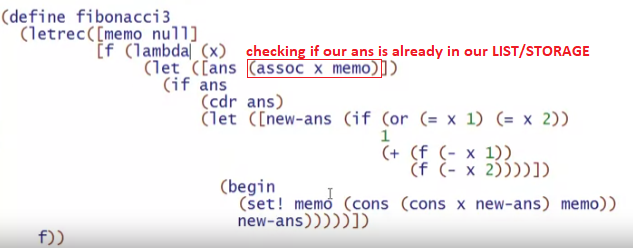 (define fibonacci3
(letrec([memo null]
[f (lambda (x) checking if our ans is already in our LIST/STORAGE
(let ([ans (assoc x memo)])
(if ans
(cdr ans)
(let ([new-ans (if (or (= x 1) (= x 2))
1
(+ (f (- x 1))
(f (- x 2))))])
(begin
(set! memo (cons (cons x new-ans) memo))
new-ans)))))])
f))